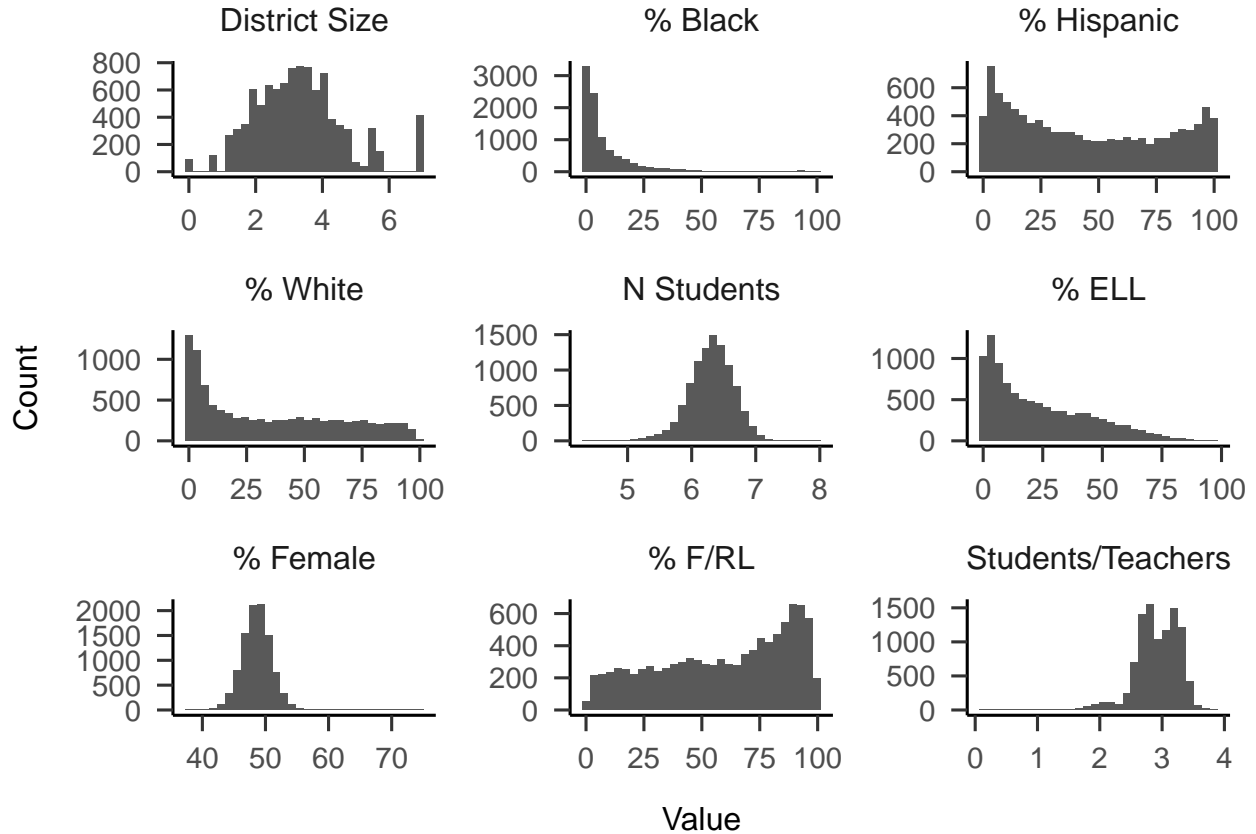 District Size
% Black
% Hispanic
800
600
400
200
0
0 2 4 6
3000
2000
1000
0
0 25 50 75 100
600
400
200
0
0 25 50 75 100
% White
N Students
% ELL
1000
500
0
0 25 50 75 100
1500
1000
500
0
5 6 7 8
1000
500
0
0 25 50 75 100
% Female
% F/RL
Students/Teachers
2000
1500
1000
500
0
40 50 60 70
600
400
200
0
0 25 50 75 100
1500
1000
500
0
0 1 2 3 4
Count
Value